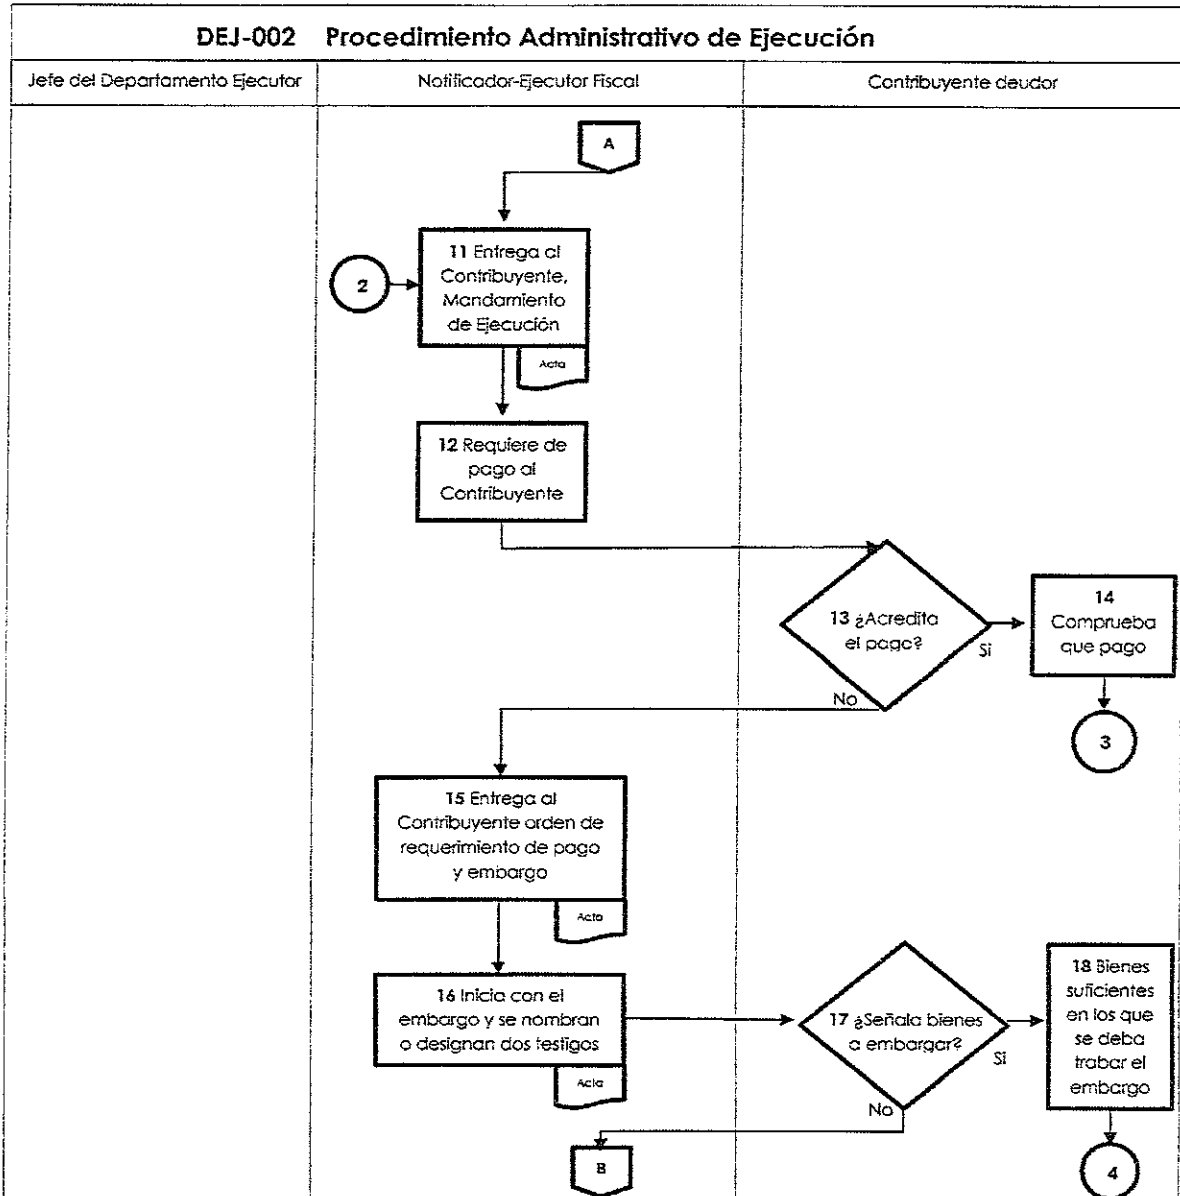 DEJ-002 Procedimiento Administrativo de Ejecución
Jefe del Departamento Ejecutor
Notificador-Ejecutor Fiscal
Contribuyente deudor
A
2
11 Entrega al
Contribuyente,
Mandamiento
de Ejecución
Acta
12 Requiere de
pago al
Contribuyente
13 ¿Acredita
el pago?
Si
No
14
Comprueba
que pago
3
15 Entrega al
Contribuyente orden de
requerimiento de pago
y embargo
Acta
16 Inicia con el
embargo y se nombran
o designan dos testigos
Acta
17 ¿Señala bienes
a embargar?
Si
No
18 Bienes
suficientes
en los que
se deba
trabar el
embargo
B
4